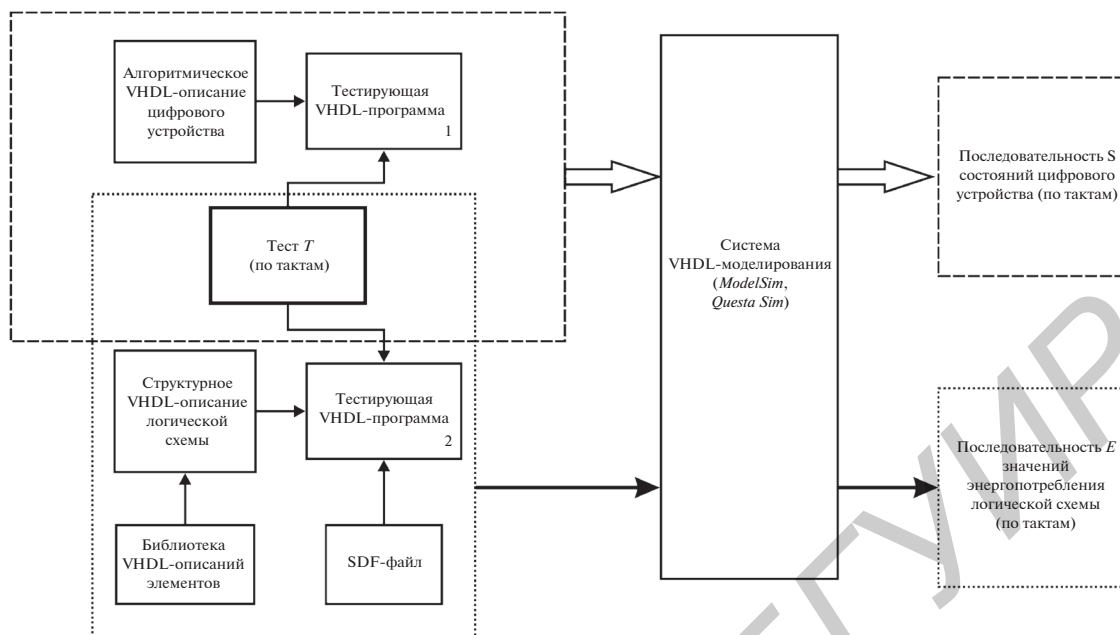 Алгоритмическое
VHDL-описание
цифрового
устройства
Тестирующая
VHDL-программа
1
Тест T
(по тактам)
Структурное
VHDL-описание
логической
схемы
Тестирующая
VHDL-программа
2
Библиотека
VHDL-описаний
элементов
SDF-файл
Система
VHDL-моделирования
(ModelSim,
Questa Sim)
Последовательность S
состояний цифрового
устройства (по тактам)
Последовательность E
значений
энергопотребления
логической схемы
(по тактам)
ГУИР